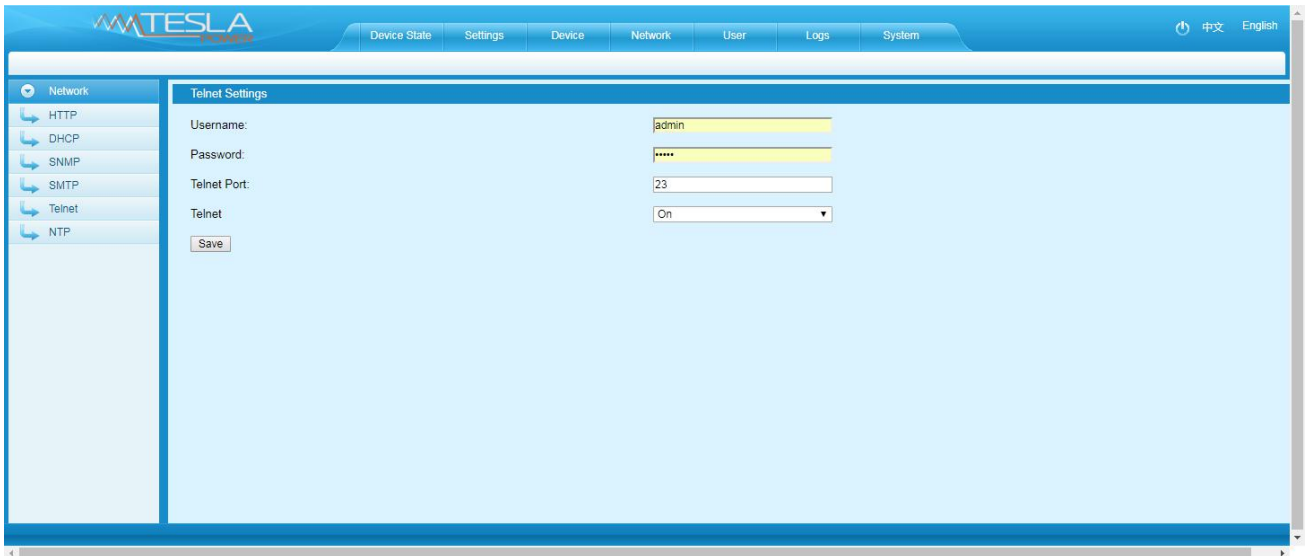 TESLA
POWER
Device State Settings Device Network User Logs System
中文 English
Network
HTTP
DHCP
SNMP
SMTP
Telnet
NTP
Telnet Settings
Username: admin
Password: •••••
Telnet Port: 23
Telnet On
Save